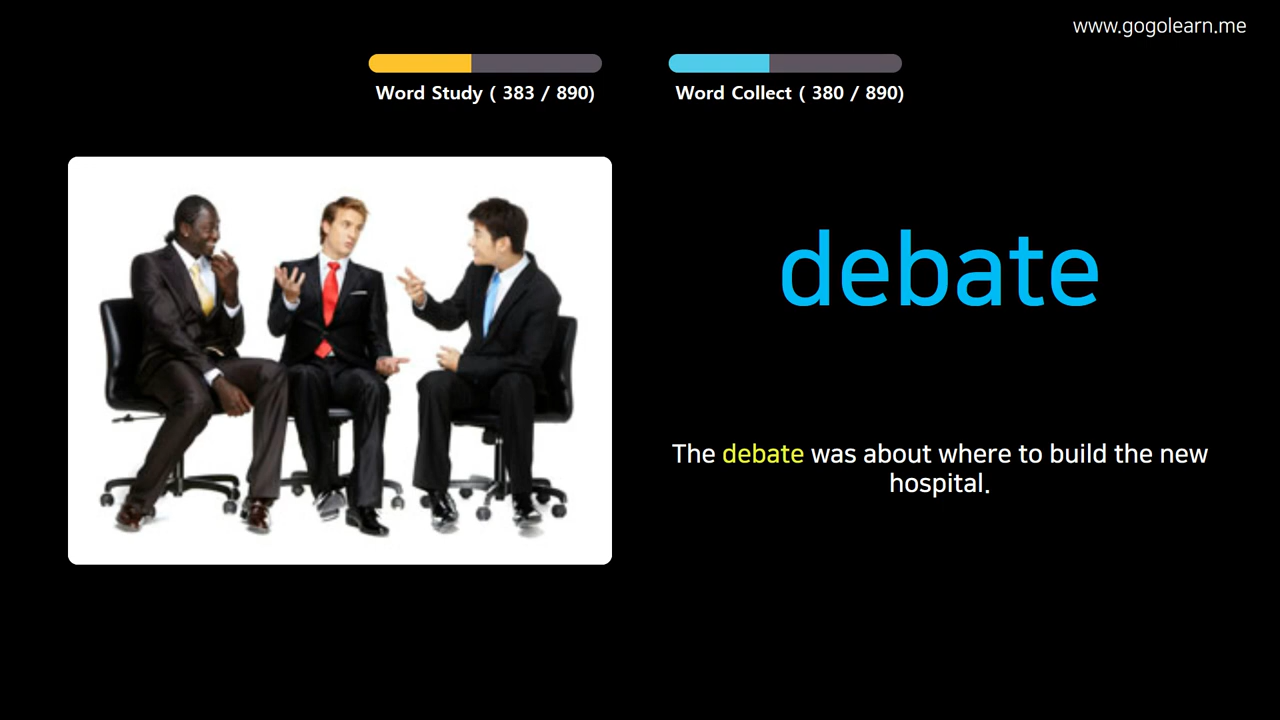 www.gogolearn.me
Word Study ( 383 / 890)
Word Collect ( 380 / 890)
debate
The debate was about where to build the new
hospital.